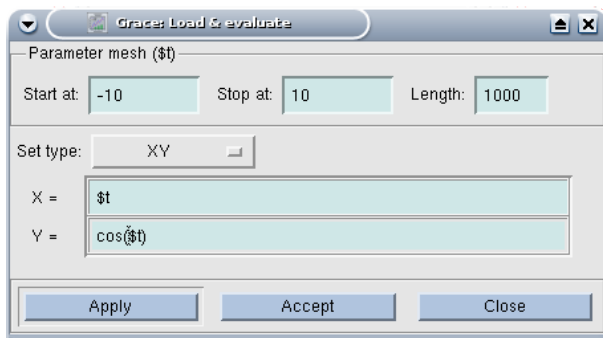 Grace: Load & evaluate
Parameter mesh ($t)
Start at: -10 Stop at: 10 Length: 1000
Set type: XY
X = $t
Y = cos($t)
Apply Accept Close